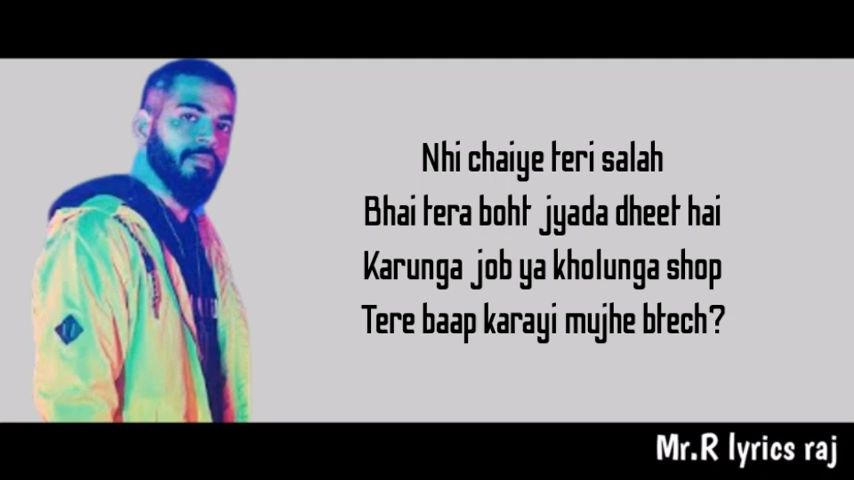 Nhi chaiye teri salah
Bhai tera boht jyada dheet hai
Karunga job ya kholunga shop
Tere baap karayi mujhe btech?
Mr.R lyrics raj